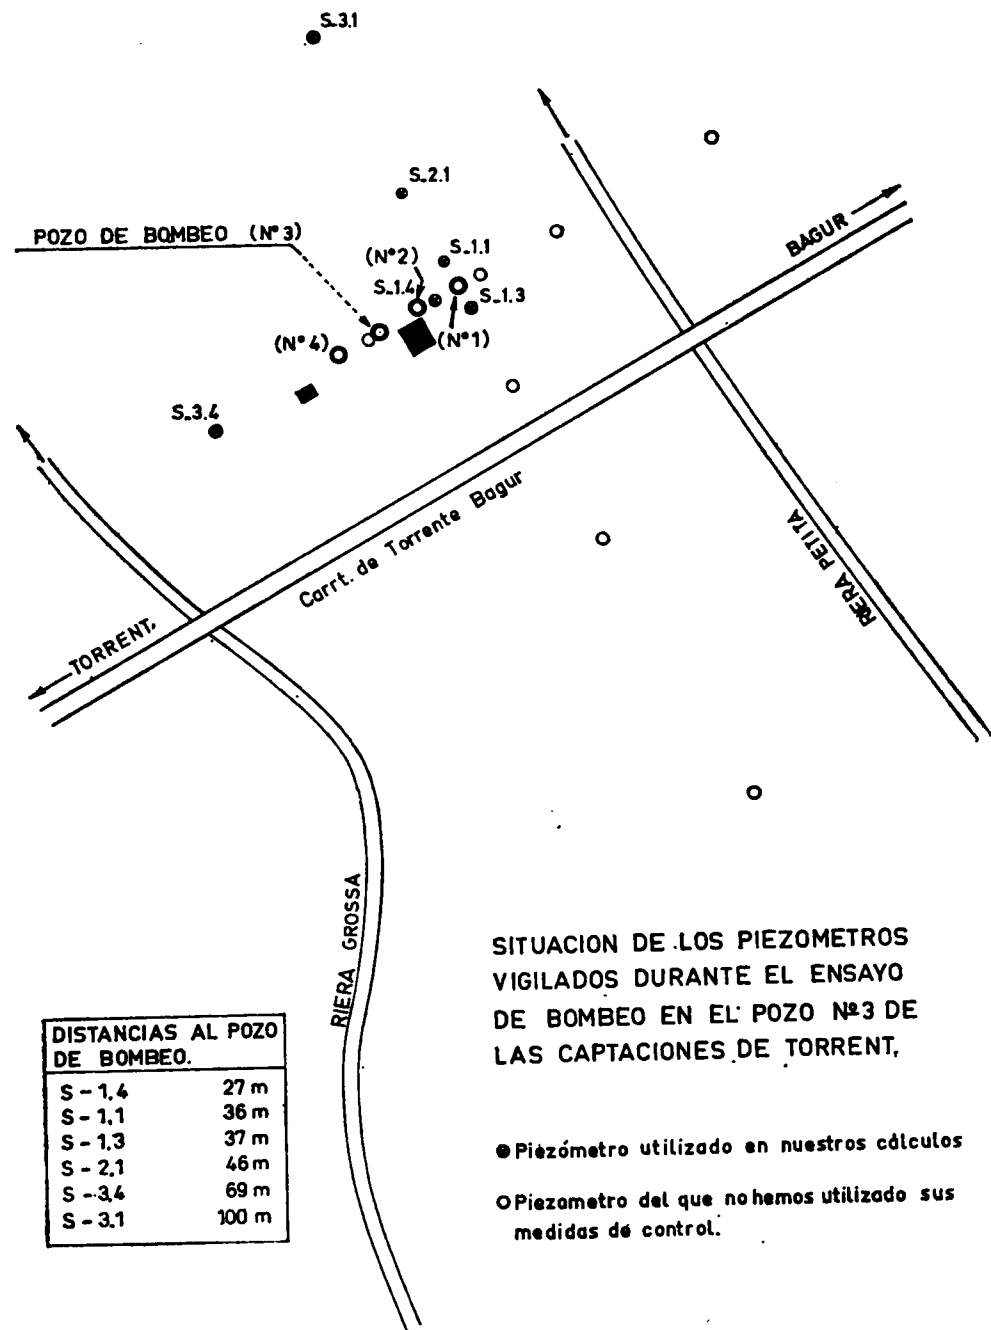 S-3.1
S-2.1
POZO DE BOMBEO (Nº3)
(Nº2)
S-1.1
BAGUR
S-1.4
S-1.3
(Nº4)
(Nº1)
S-3.4
Carrt. de Torrente Bagur
RIERA PETITA
TORRENT.
RIERA GROSSA
SITUACION DE LOS PIEZOMETROS
VIGILADOS DURANTE EL ENSAYO
DE BOMBEO EN EL POZO Nº3 DE
LAS CAPTACIONES DE TORRENT.
DISTANCIAS AL POZO
DE BOMBEO.
S-1.4 27 m
S-1.1 36 m
S-1.3 37 m
S-2.1 46 m
S-3.4 69 m
S-3.1 100 m
Piezómetro utilizado en nuestros cálculos
Piezometro del que no hemos utilizado sus
medidas de control.